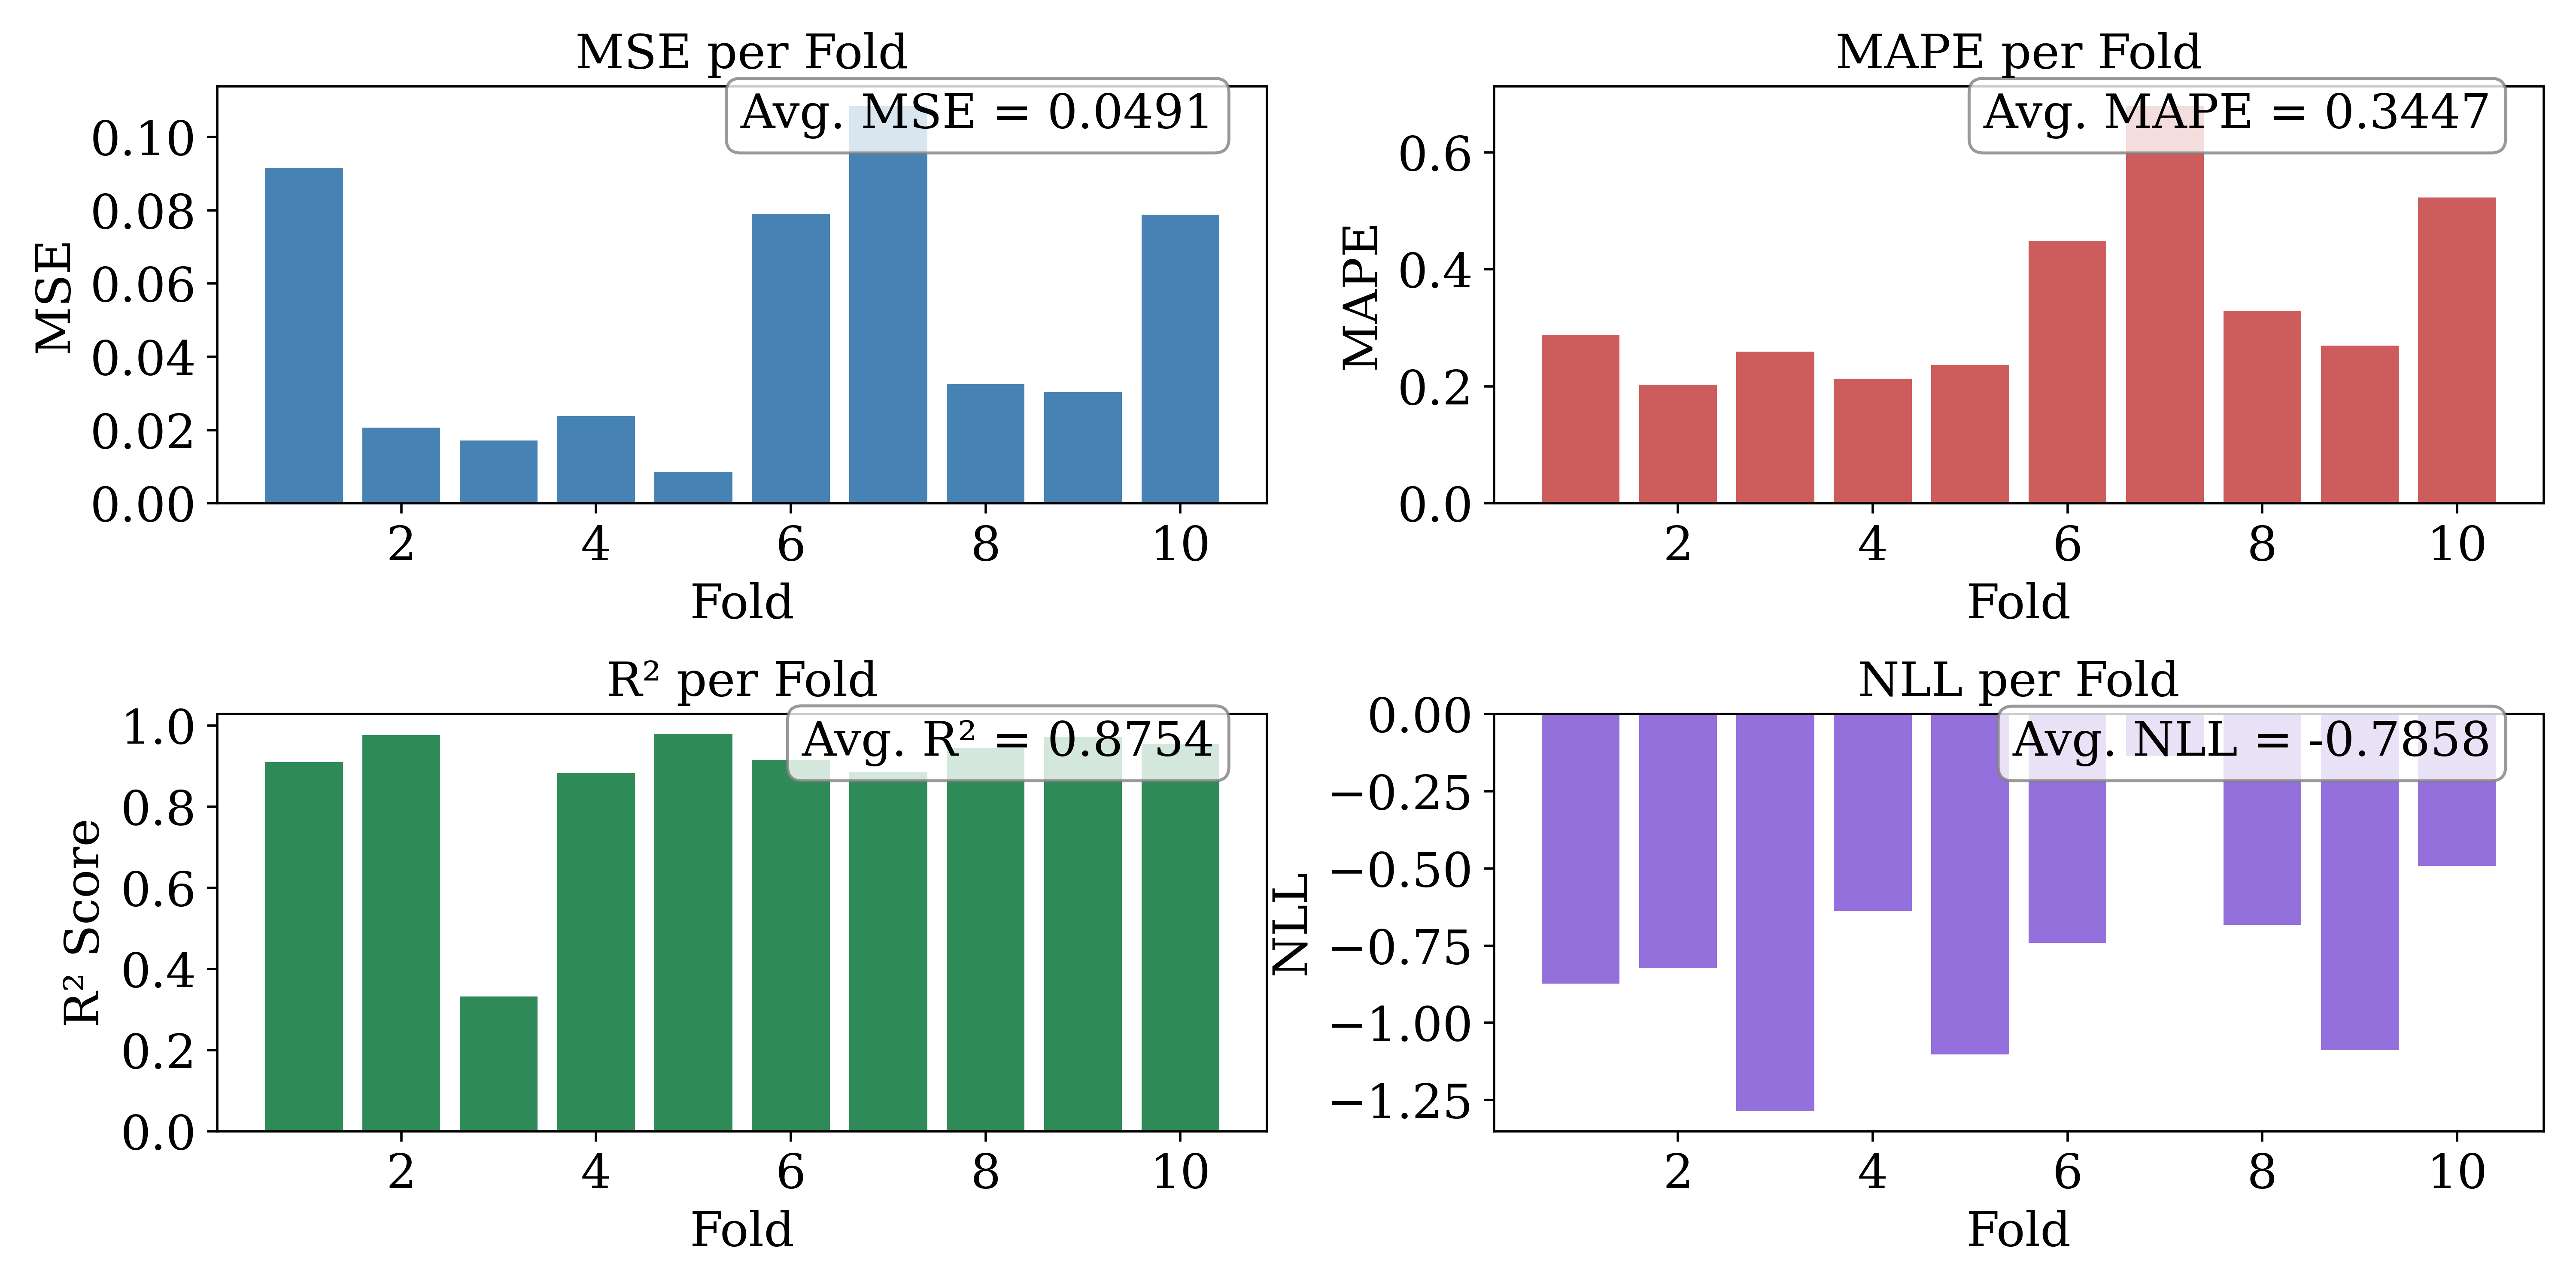 MSE per Fold
Avg. MSE = 0.0491
MSE
0.10
0.08
0.06
0.04
0.02
0.00
2 4 6 8 10
Fold
MAPE per Fold
Avg. MAPE = 0.3447
MAPE
0.6
0.4
0.2
0.0
2 4 6 8 10
Fold
R² per Fold
Avg. R² = 0.8754
R² Score
1.0
0.8
0.6
0.4
0.2
0.0
2 4 6 8 10
Fold
NLL per Fold
Avg. NLL = -0.7858
NLL
0.00
−0.25
−0.50
−0.75
−1.00
−1.25
2 4 6 8 10
Fold